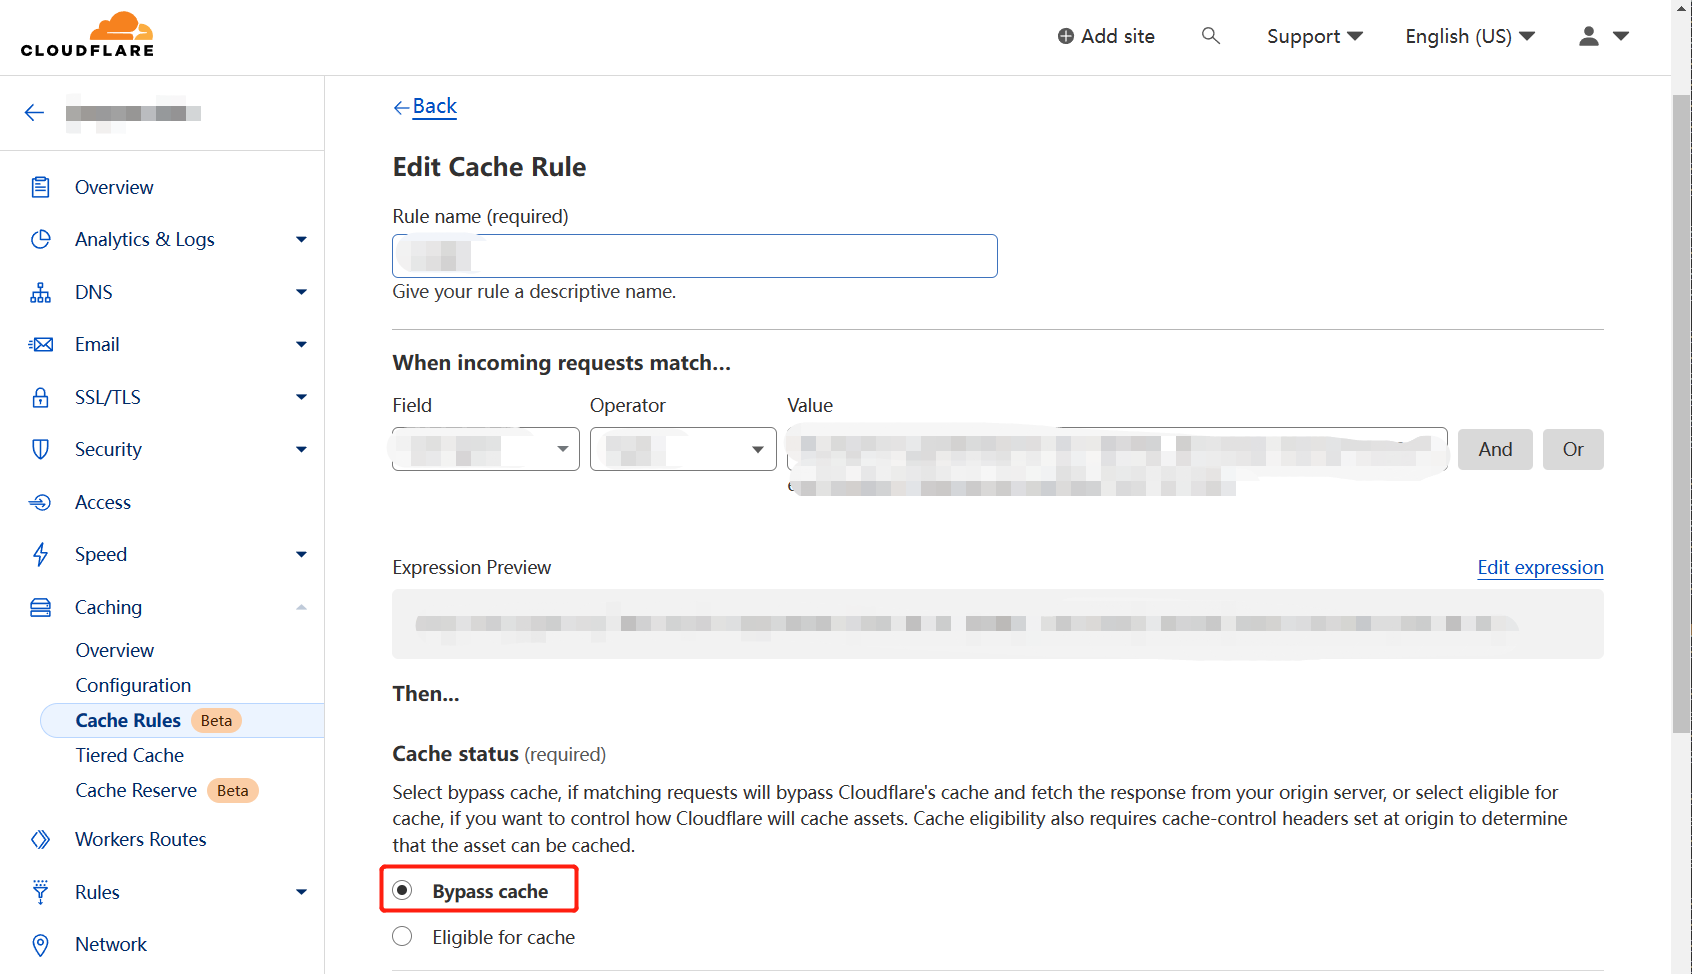 CLOUDFLARE
Add site
Support
English (US)
Back
Edit Cache Rule
Rule name (required)
Give your rule a descriptive name.
When incoming requests match...
Field
Operator
Value
And
Or
Expression Preview
Edit expression
Then...
Cache status (required)
Select bypass cache, if matching requests will bypass Cloudflare's cache and fetch the response from your origin server, or select eligible for
cache, if you want to control how Cloudflare will cache assets. Cache eligibility also requires cache-control headers set at origin to determine
that the asset can be cached.
Bypass cache
Eligible for cache
Overview
Analytics & Logs
DNS
Email
SSL/TLS
Security
Access
Speed
Caching
Overview
Configuration
Cache Rules Beta
Tiered Cache
Cache Reserve Beta
Workers Routes
Rules
Network